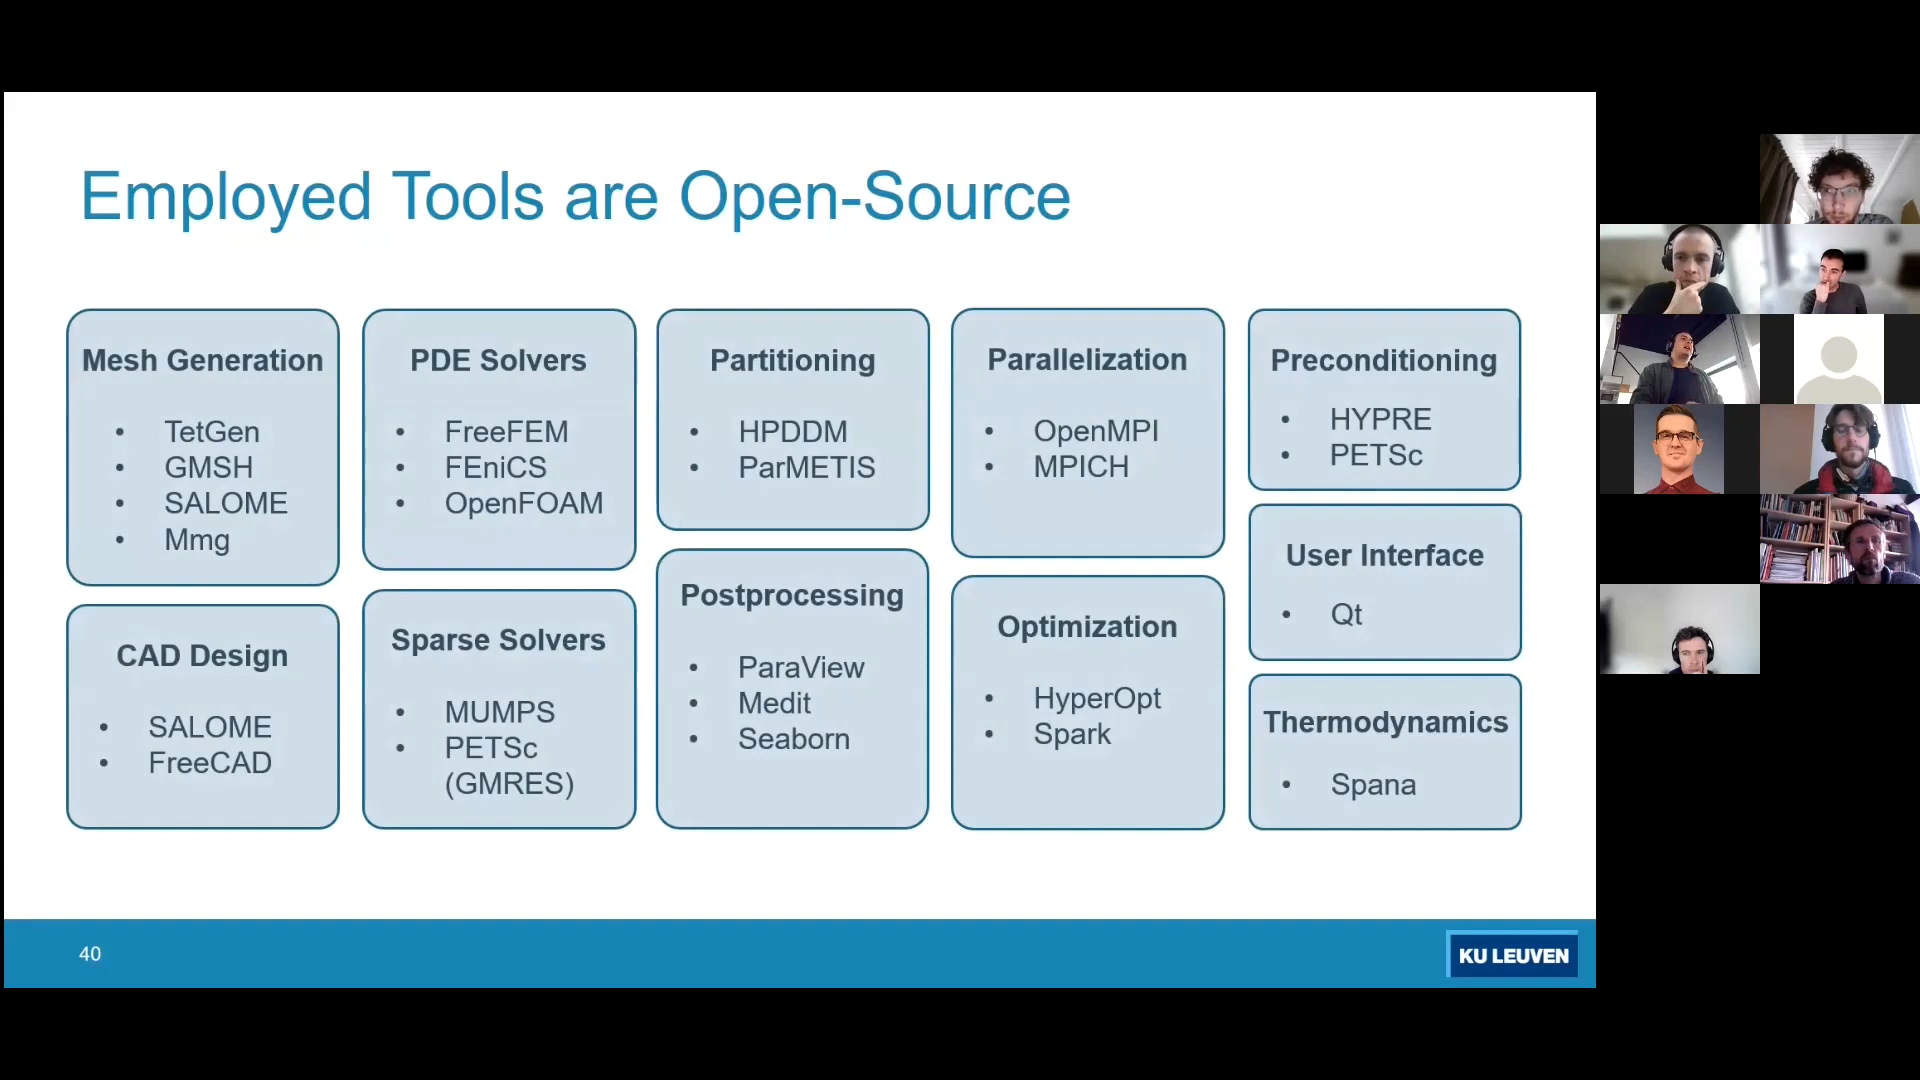 Employed Tools are Open-Source
Mesh Generation
• TetGen
• GMSH
• SALOME
• Mmg
CAD Design
• SALOME
• FreeCAD
PDE Solvers
• FreeFEM
• FEniCS
• OpenFOAM
Sparse Solvers
• MUMPS
• PETSc
(GMRES)
Partitioning
• HPDDM
• ParMETIS
Postprocessing
• ParaView
• Medit
• Seaborn
Parallelization
• OpenMPI
• MPICH
Optimization
• HyperOpt
• Spark
Preconditioning
• HYPRE
• PETSc
User Interface
• Qt
Thermodynamics
• Spana
40
KU LEUVEN